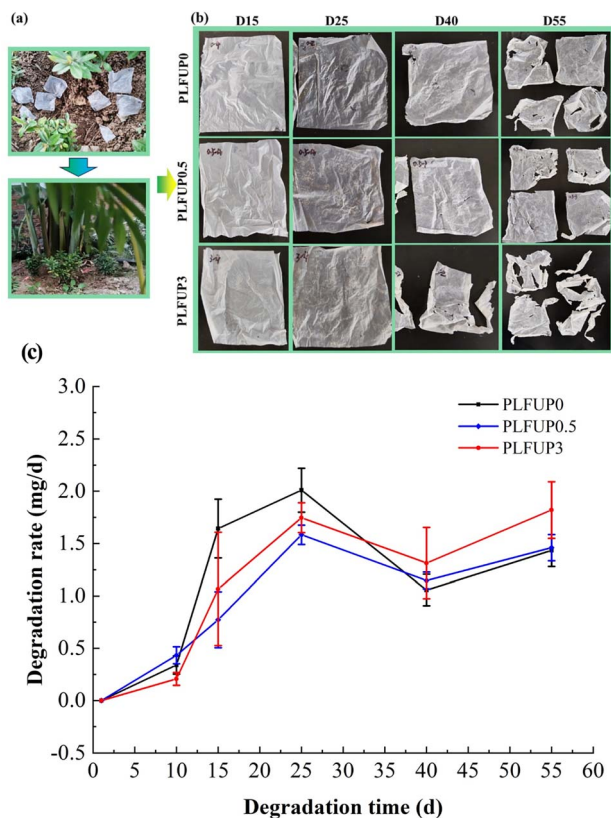 (a)
(b)
D15 D25 D40 D55
PLFUP0
PLFUP0.5
PLFUP3
(c)
3.0
2.5
2.0
1.5
1.0
0.5
0.0
-0.5
PLFUP0
PLFUP0.5
PLFUP3
Degradation rate (mg/d)
0 5 10 15 20 25 30 35 40 45 50 55 60
Degradation time (d)